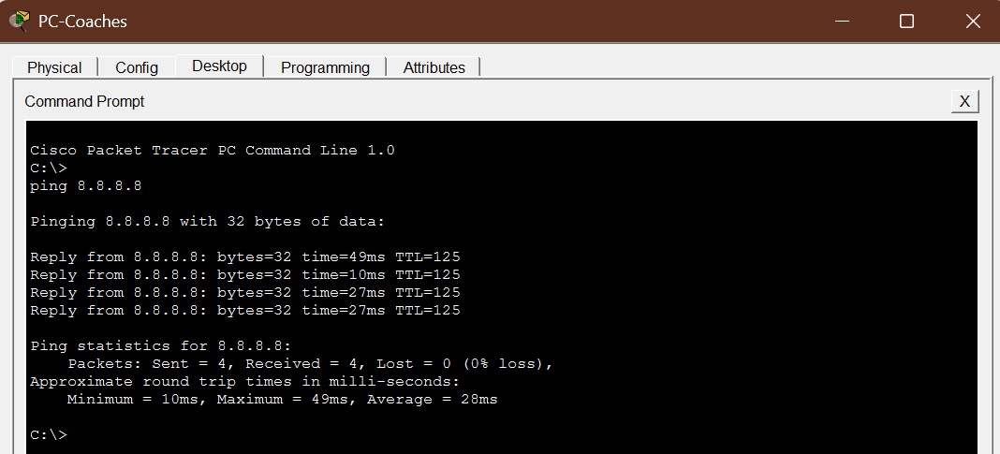 PC-Coaches
Physical Config Desktop Programming Attributes
Command Prompt X
Cisco Packet Tracer PC Command Line 1.0
C:\>
ping 8.8.8.8
Pinging 8.8.8.8 with 32 bytes of data:
Reply from 8.8.8.8: bytes=32 time=49ms TTL=125
Reply from 8.8.8.8: bytes=32 time=10ms TTL=125
Reply from 8.8.8.8: bytes=32 time=27ms TTL=125
Reply from 8.8.8.8: bytes=32 time=27ms TTL=125
Ping statistics for 8.8.8.8:
    Packets: Sent = 4, Received = 4, Lost = 0 (0% loss),
Approximate round trip times in milli-seconds:
    Minimum = 10ms, Maximum = 49ms, Average = 28ms
C:\>